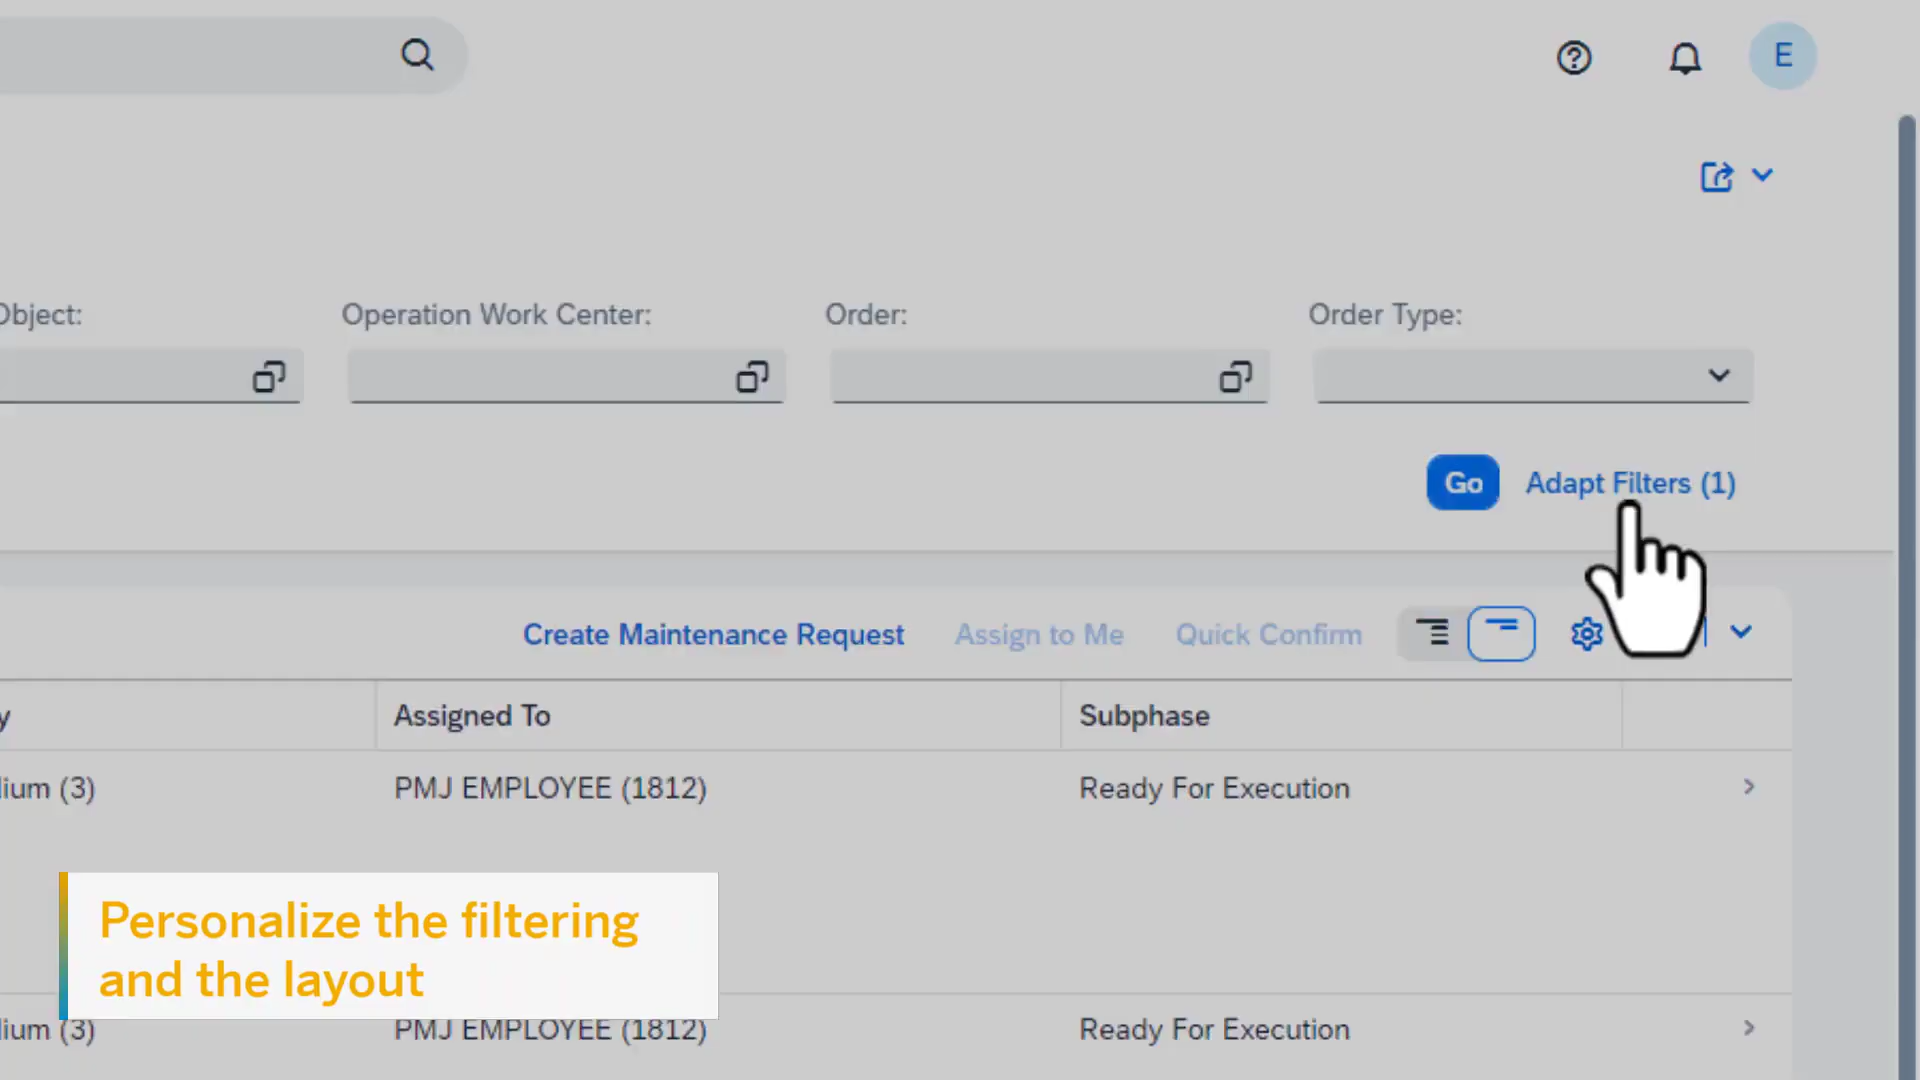 E
Object:
Operation Work Center:
Order:
Order Type:
Go
Adapt Filters (1)
Create Maintenance Request
Assign to Me
Quick Confirm
y
Assigned To
Subphase
lium (3)
PMJ EMPLOYEE (1812)
Ready For Execution
Personalize the filtering
and the layout
lium (3)
PMJ EMPLOYEE (1812)
Ready For Execution